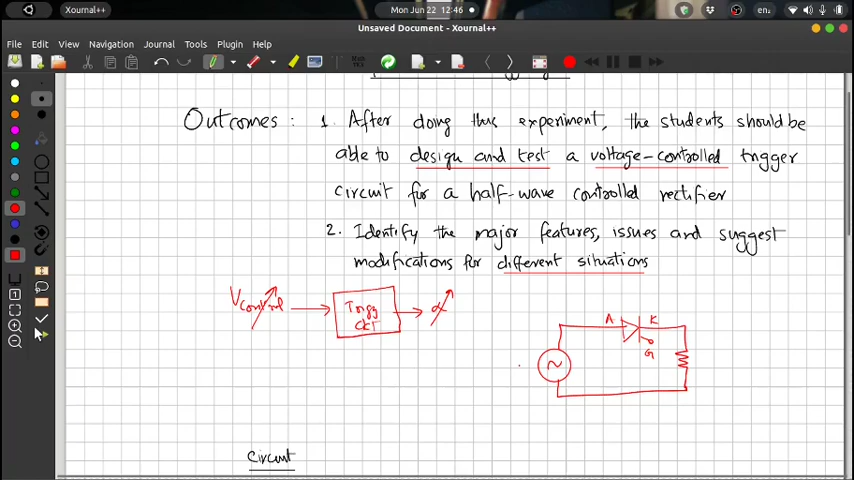 Xournal++
Mon Jun 22 12:46
en₂
Unsaved Document - Xournal++
File Edit View Navigation Journal Tools Plugin Help
Outcomes : 1. After doing this experiment, the students should be
able to design and test a voltage-controlled trigger
circuit for a half-wave controlled rectifier
2. Identify the major features, issues and suggest
modifications for different situations
Vcontrol
Trigg
CKT
α
A K
G
Circuit